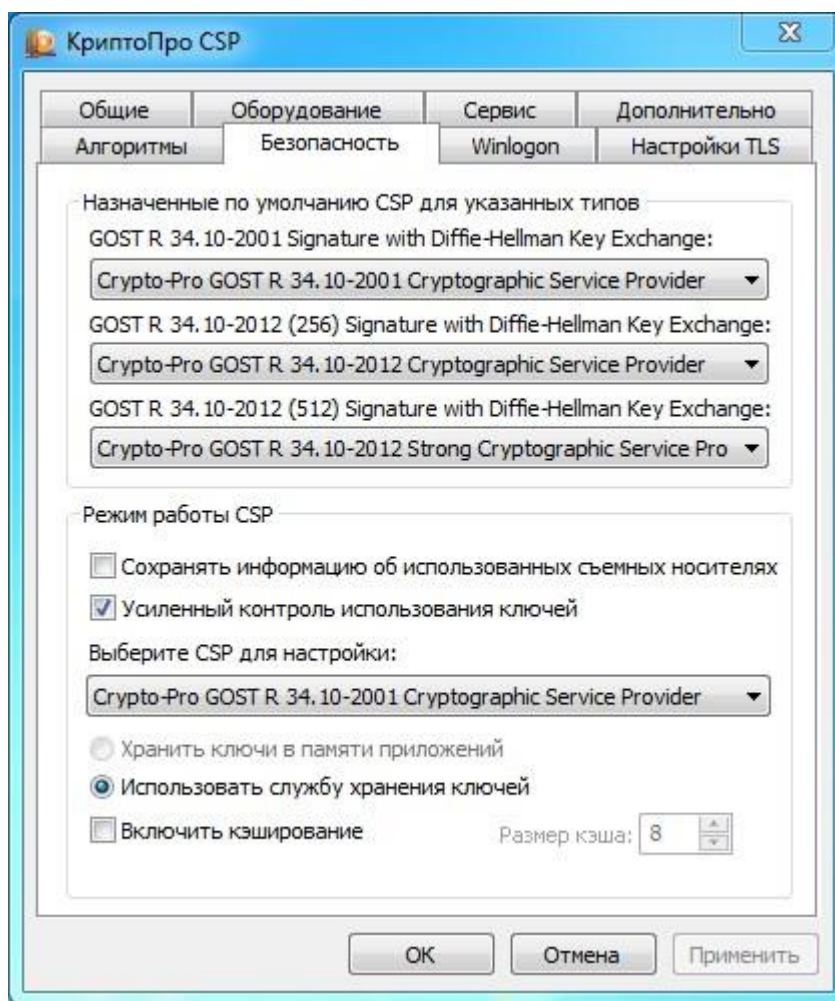 КриптоПро CSP
Общие Оборудование Сервис Дополнительно
Алгоритмы Безопасность Winlogon Настройки TLS
Назначенные по умолчанию CSP для указанных типов
GOST R 34.10-2001 Signature with Diffie-Hellman Key Exchange:
Crypto-Pro GOST R 34.10-2001 Cryptographic Service Provider
GOST R 34.10-2012 (256) Signature with Diffie-Hellman Key Exchange:
Crypto-Pro GOST R 34.10-2012 Cryptographic Service Provider
GOST R 34.10-2012 (512) Signature with Diffie-Hellman Key Exchange:
Crypto-Pro GOST R 34.10-2012 Strong Cryptographic Service Pro
Режим работы CSP
Сохранять информацию об использованных съемных носителях
Усиленный контроль использования ключей
Выберите CSP для настройки:
Crypto-Pro GOST R 34.10-2001 Cryptographic Service Provider
Хранить ключи в памяти приложений
Использовать службу хранения ключей
Включить кэширование Размер кэша: 8
ОК Отмена Применить